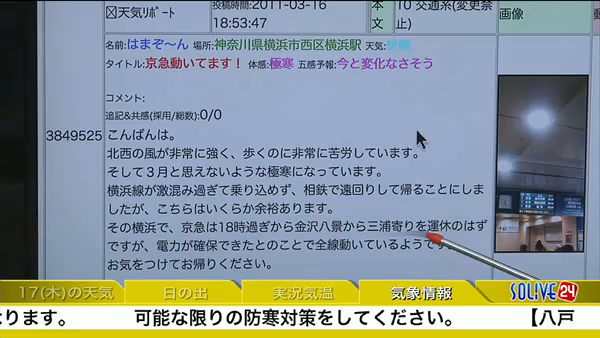 天気リポート
投稿時間
2011-03-16
18:53:47
本
文
10 交通系(変更禁
止)
画像
名前:はまぞ〜ん 場所:神奈川県横浜市西区横浜駅 天気:
タイトル:京急動いてます! 体感:極寒 五感予報:今と変化なさそう
コメント:
追記&共感(採用/総数):0/0
3849525
こんばんは。
北西の風が非常に強く、歩くのに非常に苦労しています。
そして3月と思えないような極寒になっています。
横浜線が激混み過ぎて乗り込めず、相鉄で遠回りして帰ることにしま
したが、こちらはいくらか余裕あります。
その横浜で、京急は18時過ぎから金沢八景から三浦寄りを運休のはず
ですが、電力が確保できたとのことで全線動いているようです。
お気をつけてお帰りください。
17(木)の天気
日の出
実況気温
気象情報
SOLIVE24
なります。 可能な限りの防寒対策をしてください。 【八戸